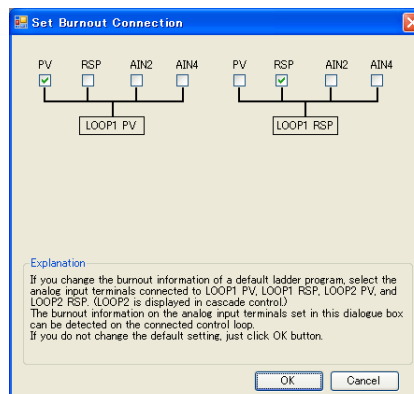 Set Burnout Connection
PV RSP AIN2 AIN4 PV RSP AIN2 AIN4
LOOP1 PV LOOP1 RSP
Explanation
If you change the burnout information of a default ladder program, select the
analog input terminals connected to LOOP1 PV, LOOP1 RSP, LOOP2 PV, and
LOOP2 RSP. (LOOP2 is displayed in cascade control.)
The burnout information on the analog input terminals set in this dialogue box
can be detected on the connected control loop.
If you do not change the default setting, just click OK button.
OK Cancel